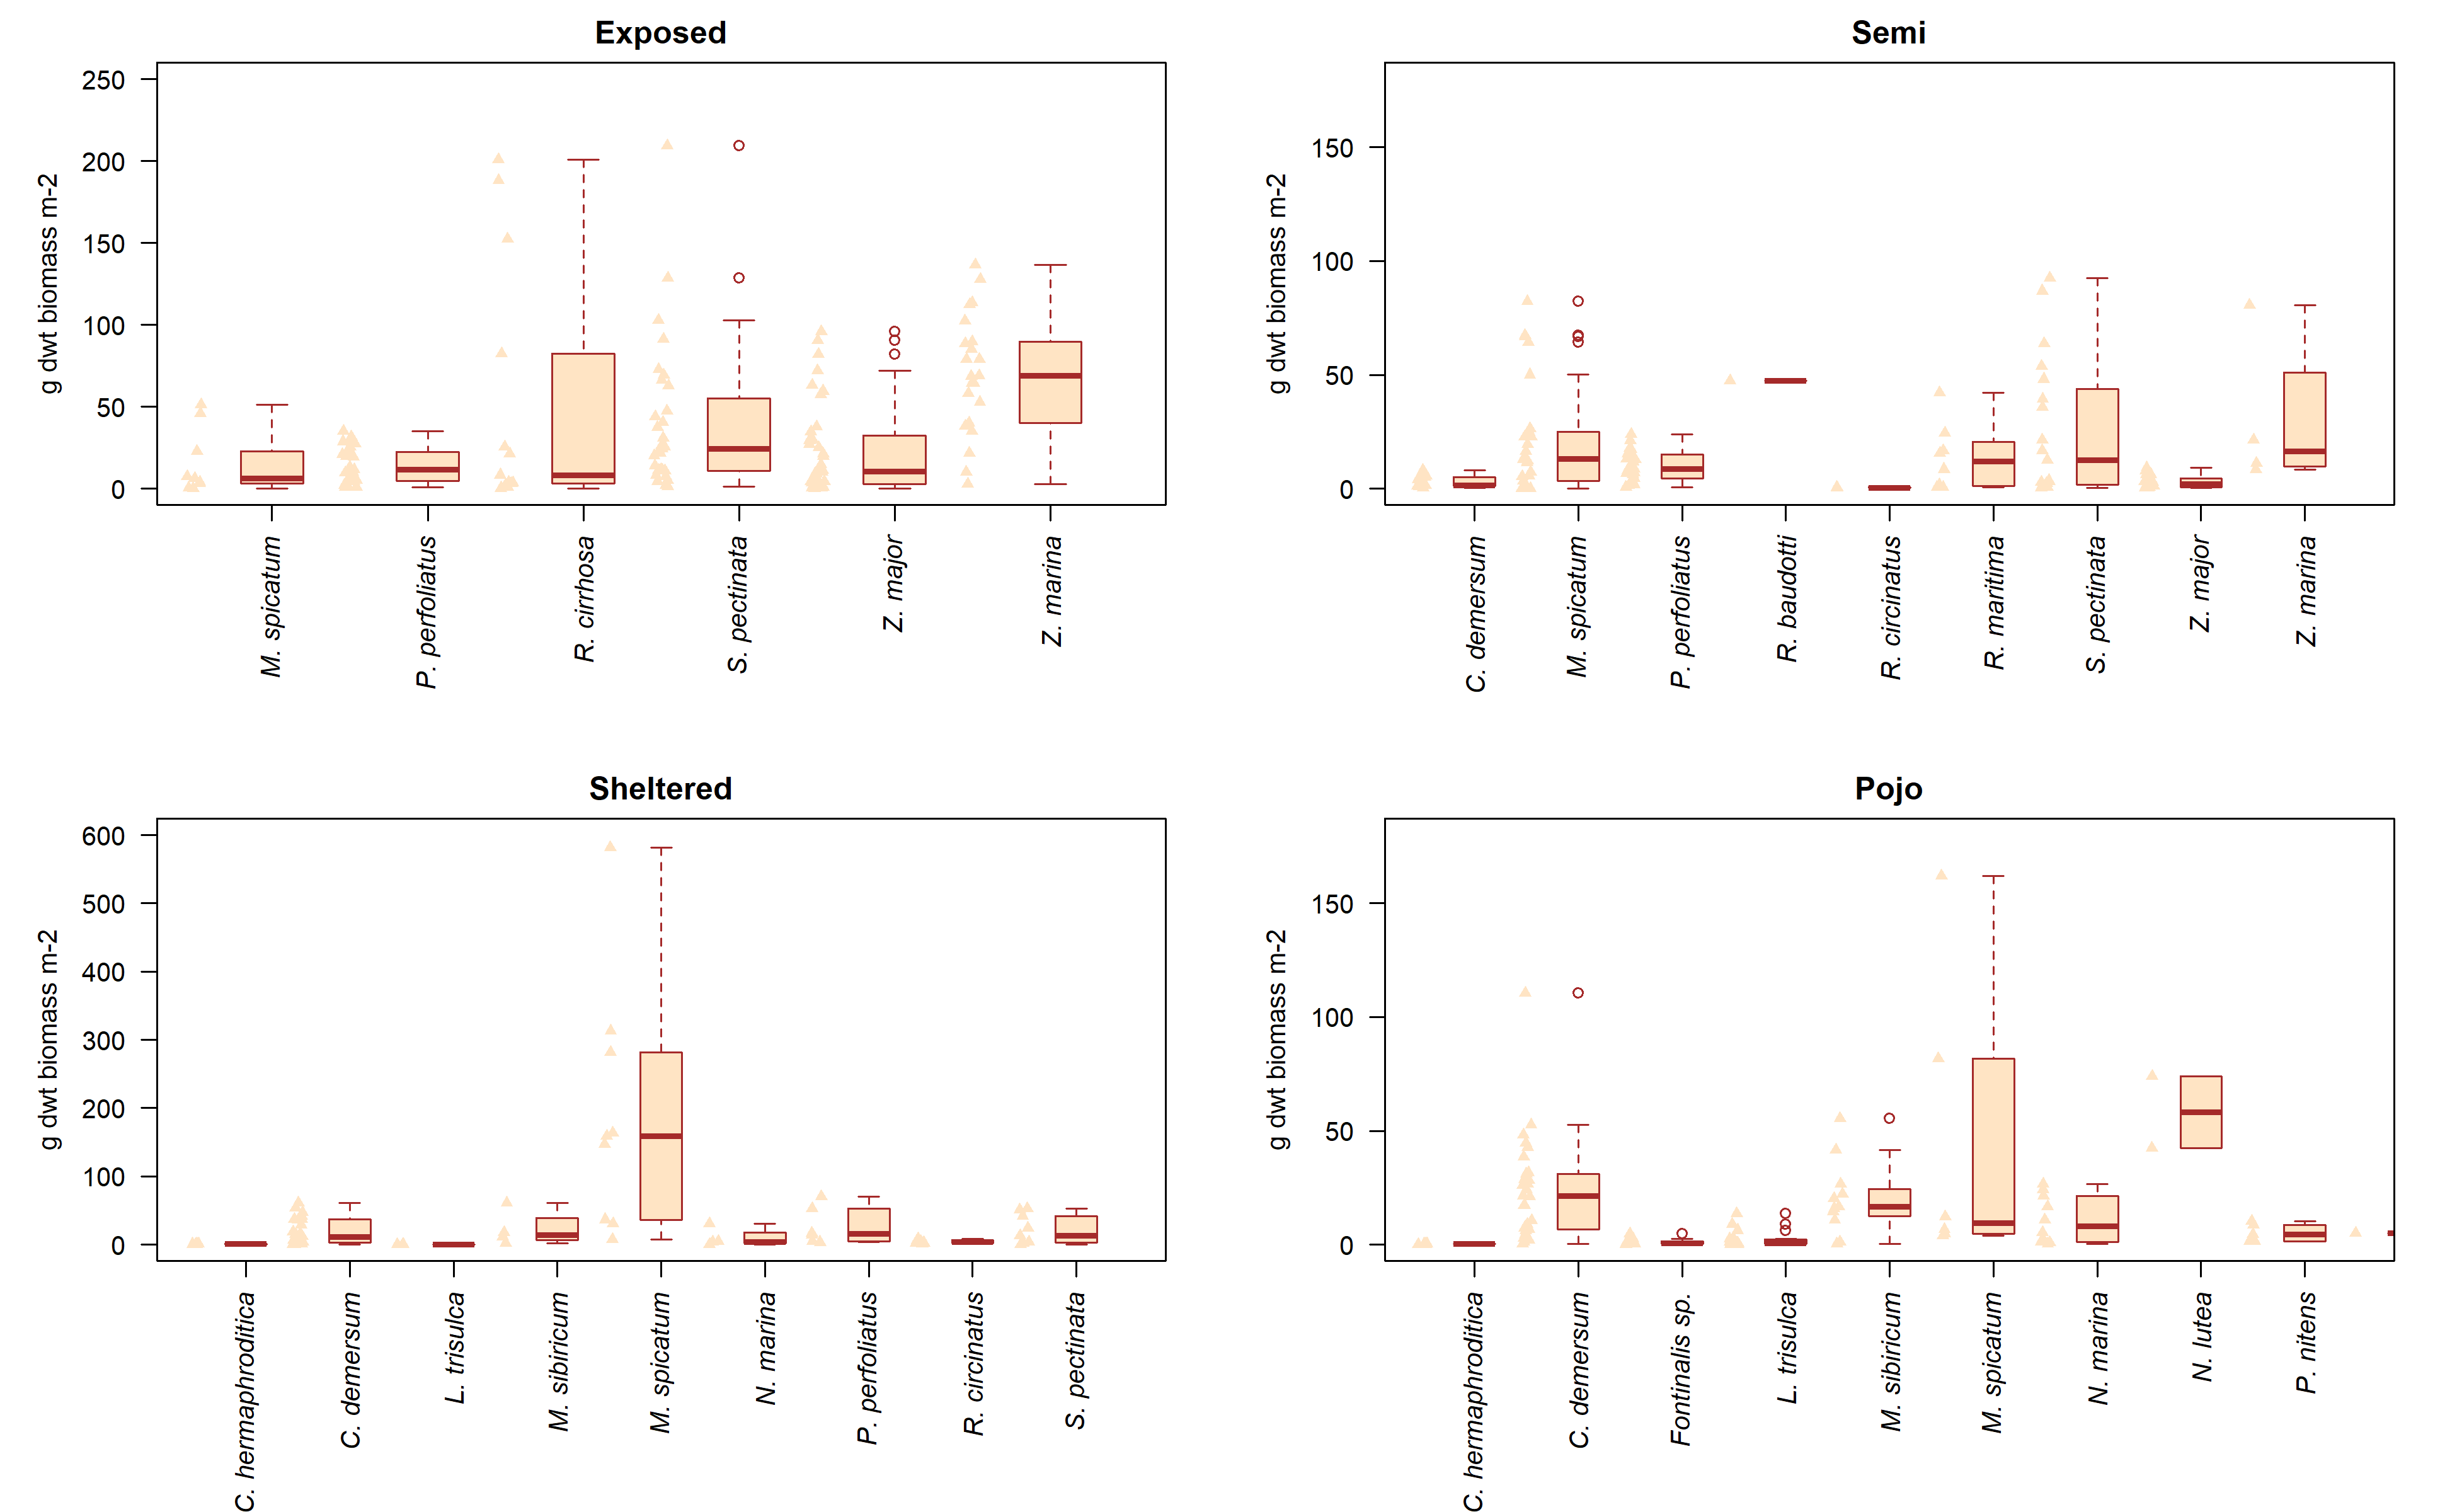 Exposed
g dwt biomass m-2
250
200
150
100
50
0
M. spicatum
P. perfoliatus
R. cirrhosa
S. pectinata
Z. major
Z. marina
Semi
g dwt biomass m-2
150
100
50
0
C. demersum
M. spicatum
P. perfoliatus
R. baudotti
R. circinatus
R. maritima
S. pectinata
Z. major
Z. marina
Sheltered
g dwt biomass m-2
600
500
400
300
200
100
0
C. hermaphroditica
C. demersum
L. trisulca
M. sibiricum
M. spicatum
N. marina
P. perfoliatus
R. circinatus
S. pectinata
Pojo
g dwt biomass m-2
150
100
50
0
C. hermaphroditica
C. demersum
Fontinalis sp.
L. trisulca
M. sibiricum
M. spicatum
N. marina
N. lutea
P. nitens